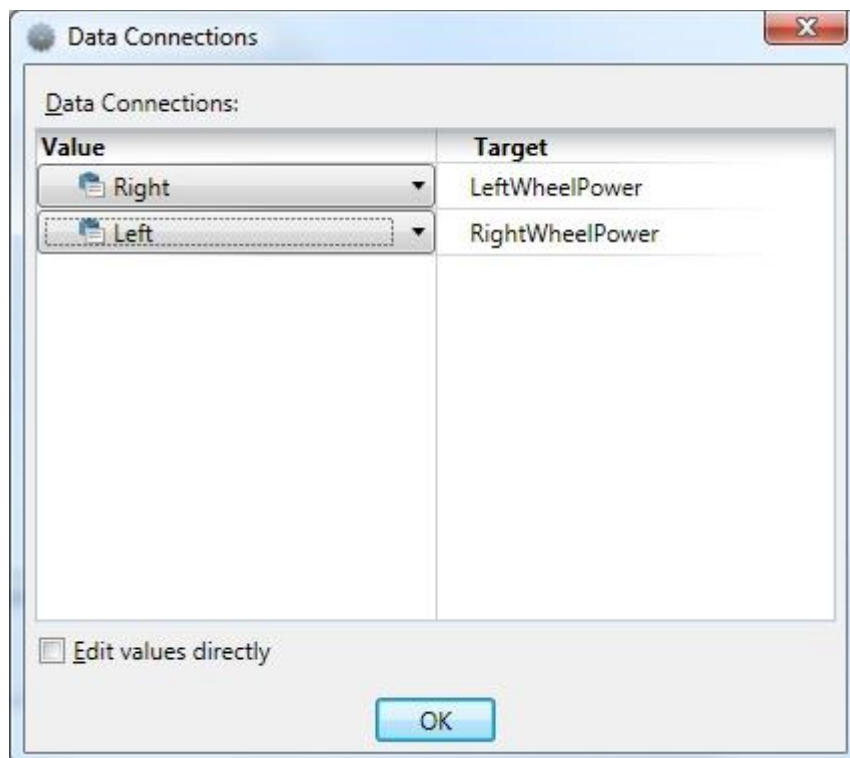 Data Connections
Data Connections:
Value Target
Right LeftWheelPower
Left RightWheelPower
Edit values directly
OK